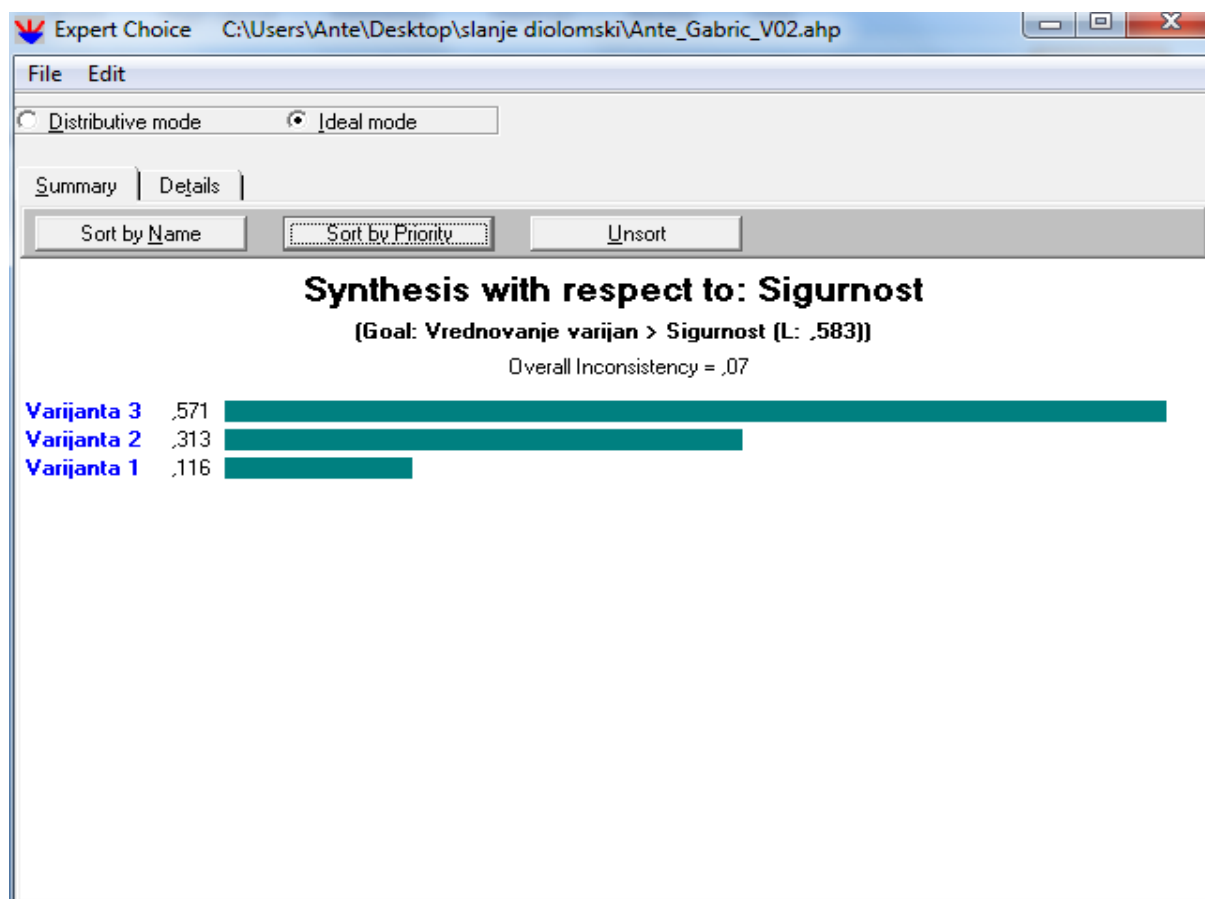 Expert Choice C:\Users\Ante\Desktop\slanje diolomski\Ante_Gabric_V02.ahp
File Edit
Distributive mode Ideal mode
Summary Details
Sort by Name Sort by Priority Unsort
Synthesis with respect to: Sigurnost
(Goal: Vrednovanje varijan > Sigurnost (L: ,583))
Overall Inconsistency = ,07
Varijanta 3 ,571
Varijanta 2 ,313
Varijanta 1 ,116